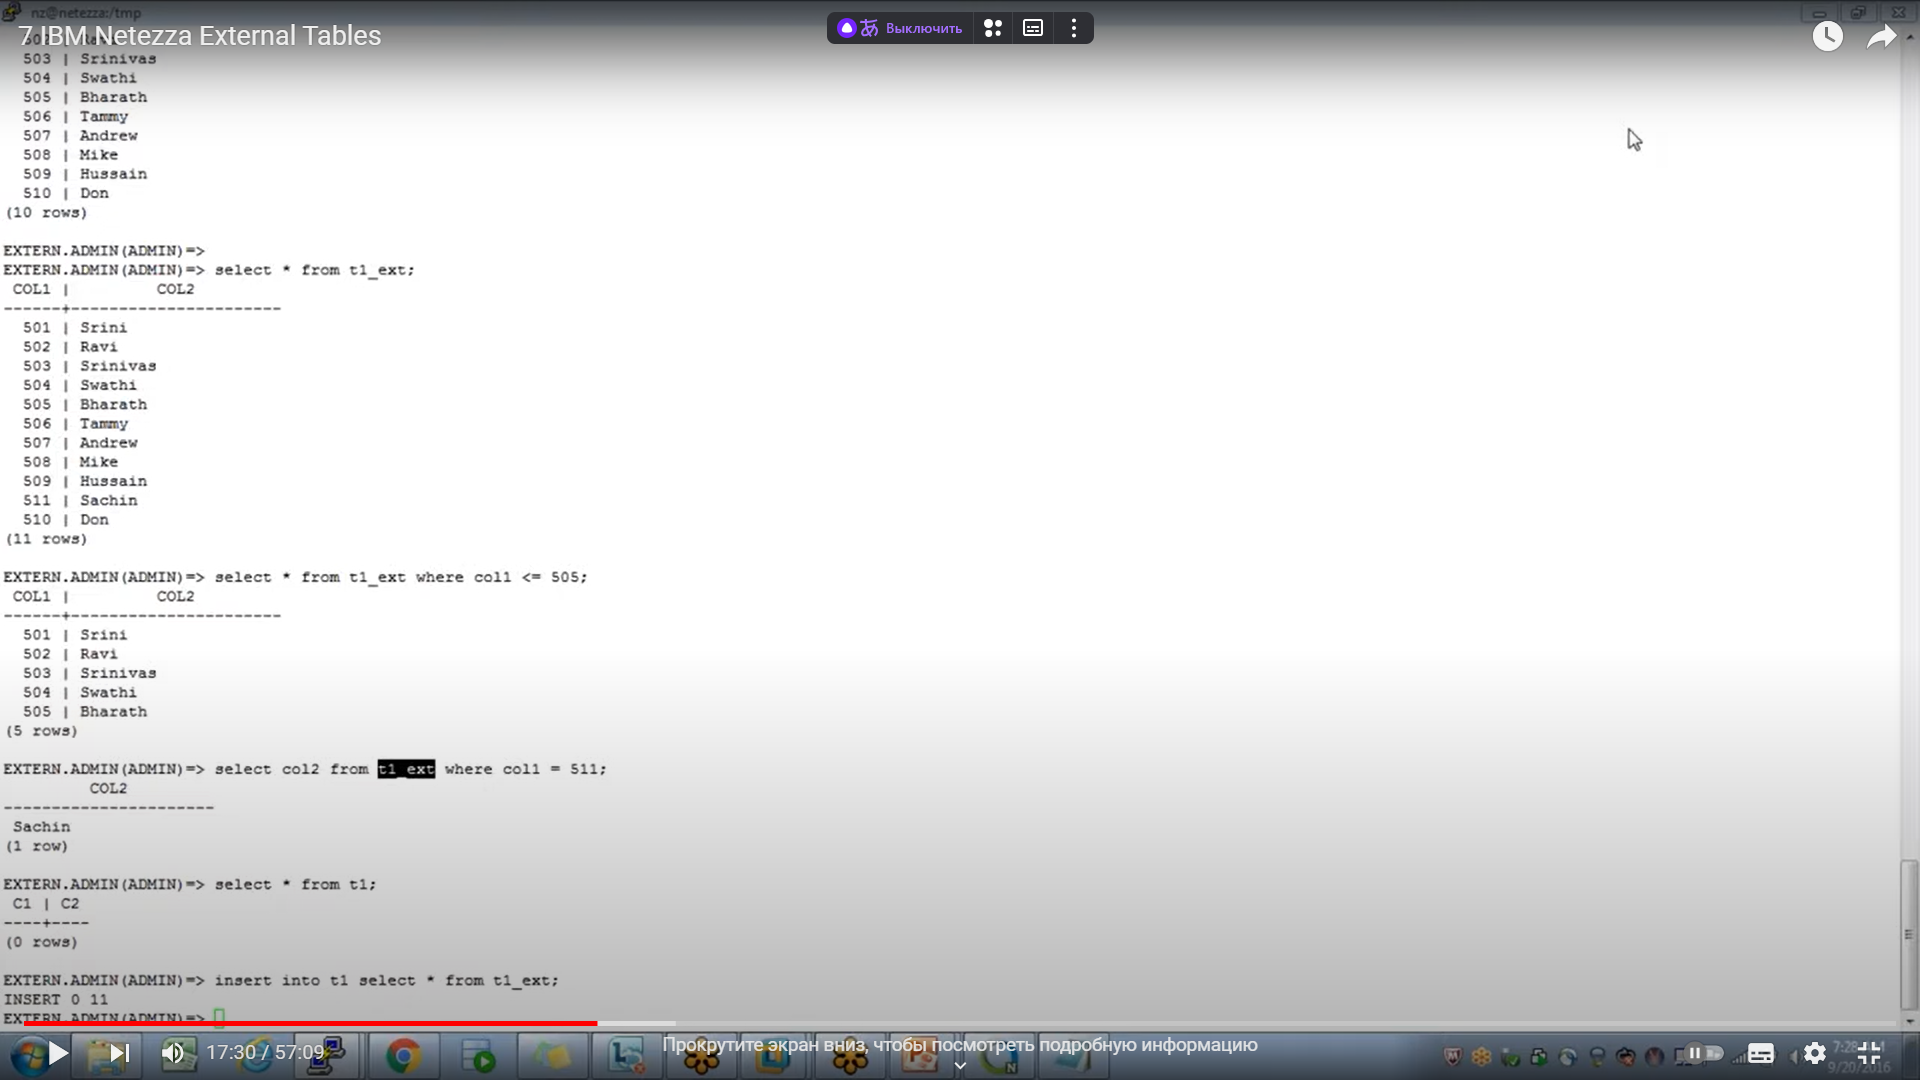 nz@netezza:/tmp
7 IBM Netezza External Tables
Выключить
502 | Ravi
503 | Srinivas
504 | Swathi
505 | Bharath
506 | Tammy
507 | Andrew
508 | Mike
509 | Hussain
510 | Don
(10 rows)
EXTERN.ADMIN(ADMIN)=>
EXTERN.ADMIN(ADMIN)=> select * from t1_ext;
COL1 | COL2
------+----------------------
501 | Srini
502 | Ravi
503 | Srinivas
504 | Swathi
505 | Bharath
506 | Tammy
507 | Andrew
508 | Mike
509 | Hussain
511 | Sachin
510 | Don
(11 rows)
EXTERN.ADMIN(ADMIN)=> select * from t1_ext where col1 <= 505;
COL1 | COL2
------+----------------------
501 | Srini
502 | Ravi
503 | Srinivas
504 | Swathi
505 | Bharath
(5 rows)
EXTERN.ADMIN(ADMIN)=> select col2 from t1_ext where col1 = 511;
COL2
----------------------
Sachin
(1 row)
EXTERN.ADMIN(ADMIN)=> select * from t1;
C1 | C2
----+----
(0 rows)
EXTERN.ADMIN(ADMIN)=> insert into t1 select * from t1_ext;
INSERT 0 11
EXTERN.ADMIN(ADMIN)=>
17:30 / 57:09
Прокрутите экран вниз, чтобы посмотреть подробную информацию
9/20/2016